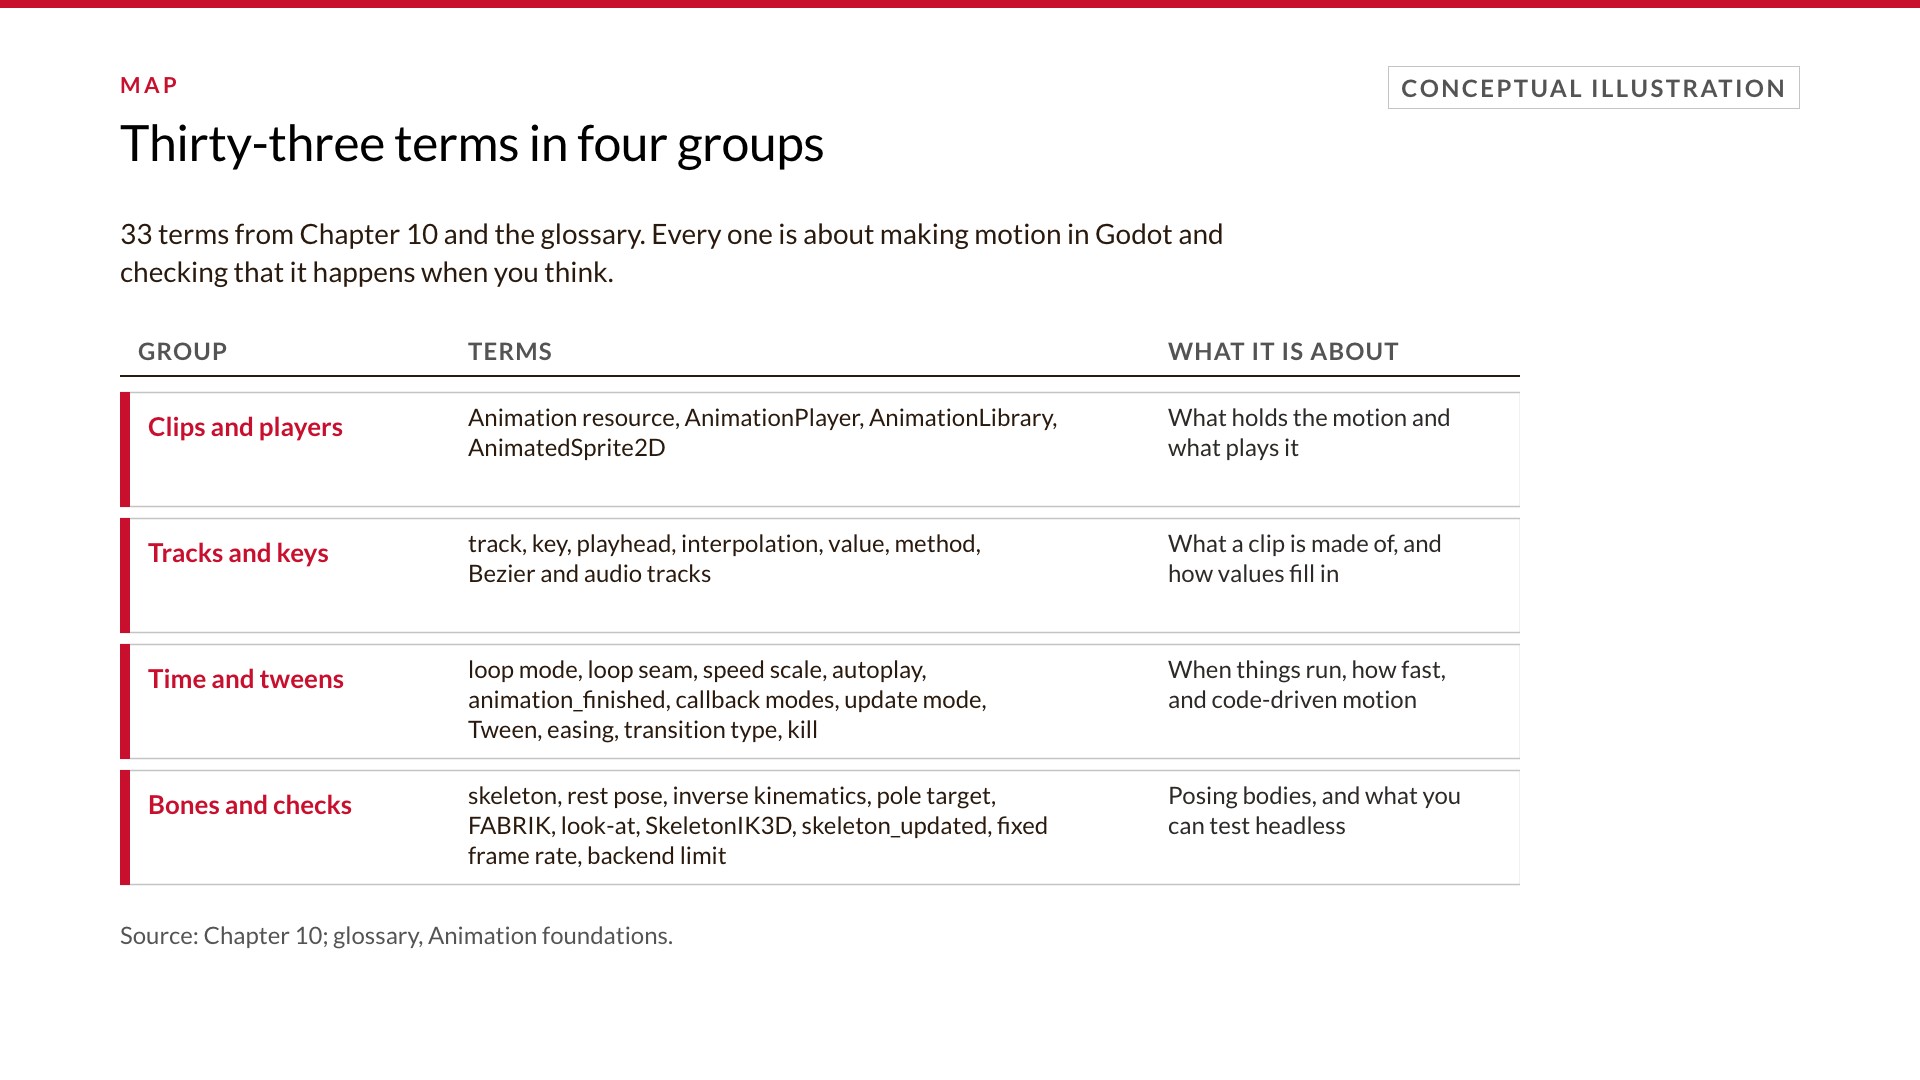 MAP
CONCEPTUAL ILLUSTRATION
Thirty-three terms in four groups
33 terms from Chapter 10 and the glossary. Every one is about making motion in Godot and
checking that it happens when you think.
GROUP TERMS WHAT IT IS ABOUT
Clips and players
Animation resource, AnimationPlayer, AnimationLibrary,
AnimatedSprite2D
What holds the motion and
what plays it
Tracks and keys
track, key, playhead, interpolation, value, method,
Bezier and audio tracks
What a clip is made of, and
how values fill in
Time and tweens
loop mode, loop seam, speed scale, autoplay,
animation_finished, callback modes, update mode,
Tween, easing, transition type, kill
When things run, how fast,
and code-driven motion
Bones and checks
skeleton, rest pose, inverse kinematics, pole target,
FABRIK, look-at, SkeletonIK3D, skeleton_updated, fixed
frame rate, backend limit
Posing bodies, and what you
can test headless
Source: Chapter 10; glossary, Animation foundations.